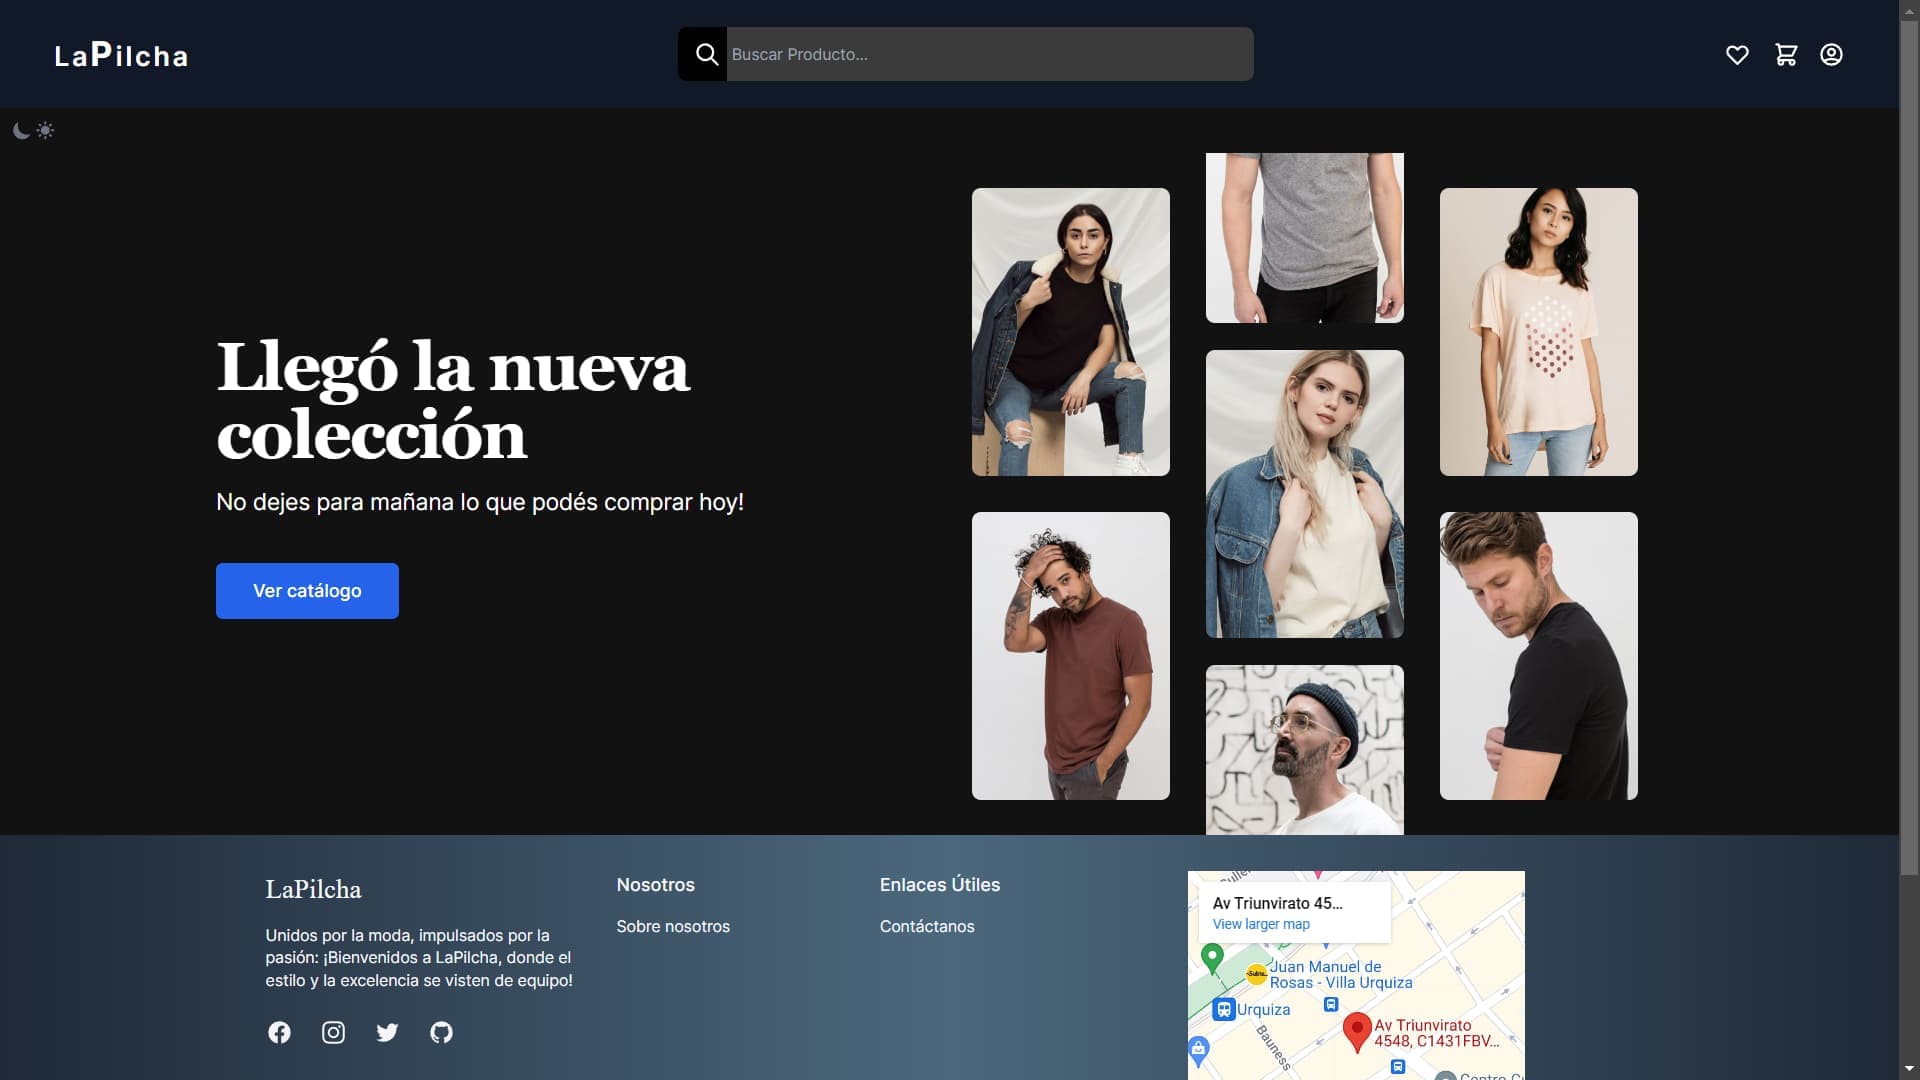 LaPilcha
Buscar Producto...
Llegó la nueva
colección
No dejes para mañana lo que podés comprar hoy!
Ver catálogo
LaPilcha
Unidos por la moda, impulsados por la
pasión: ¡Bienvenidos a LaPilcha, donde el
estilo y la excelencia se visten de equipo!
Nosotros
Sobre nosotros
Enlaces Útiles
Contáctanos
Av Triunvirato 45...
View larger map
Juan Manuel de
Rosas - Villa Urquiza
Urquiza
Bauness
Av Triunvirato
4548, C1431FBV...